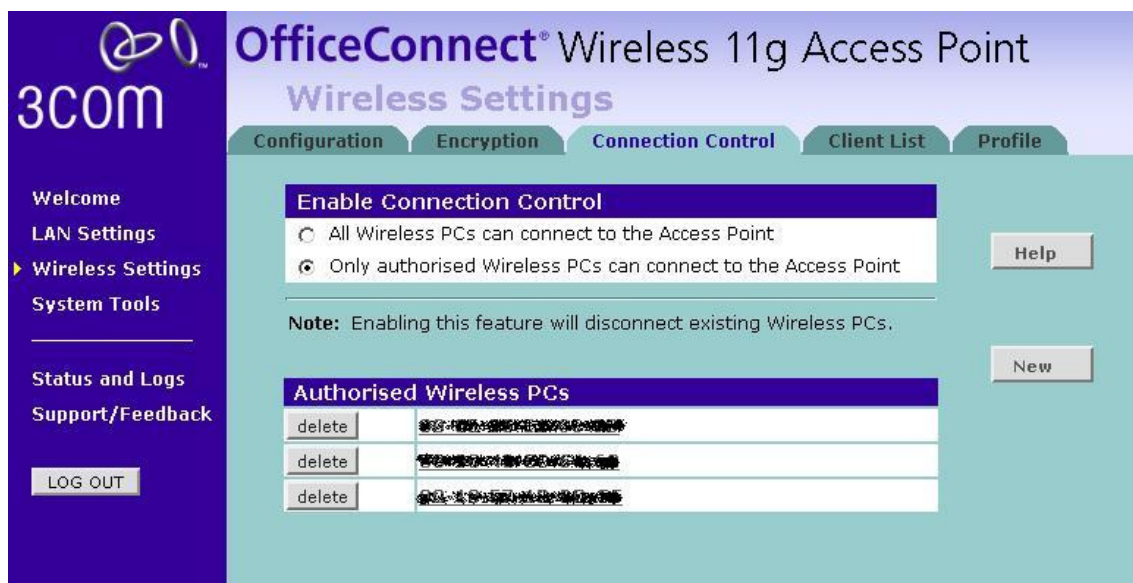 3COM
OfficeConnect® Wireless 11g Access Point
Wireless Settings
Configuration Encryption Connection Control Client List Profile
Welcome
LAN Settings
Wireless Settings
System Tools
Status and Logs
Support/Feedback
LOG OUT
Enable Connection Control
All Wireless PCs can connect to the Access Point
Only authorised Wireless PCs can connect to the Access Point
Note: Enabling this feature will disconnect existing Wireless PCs.
Authorised Wireless PCs
delete
delete
delete
Help
New